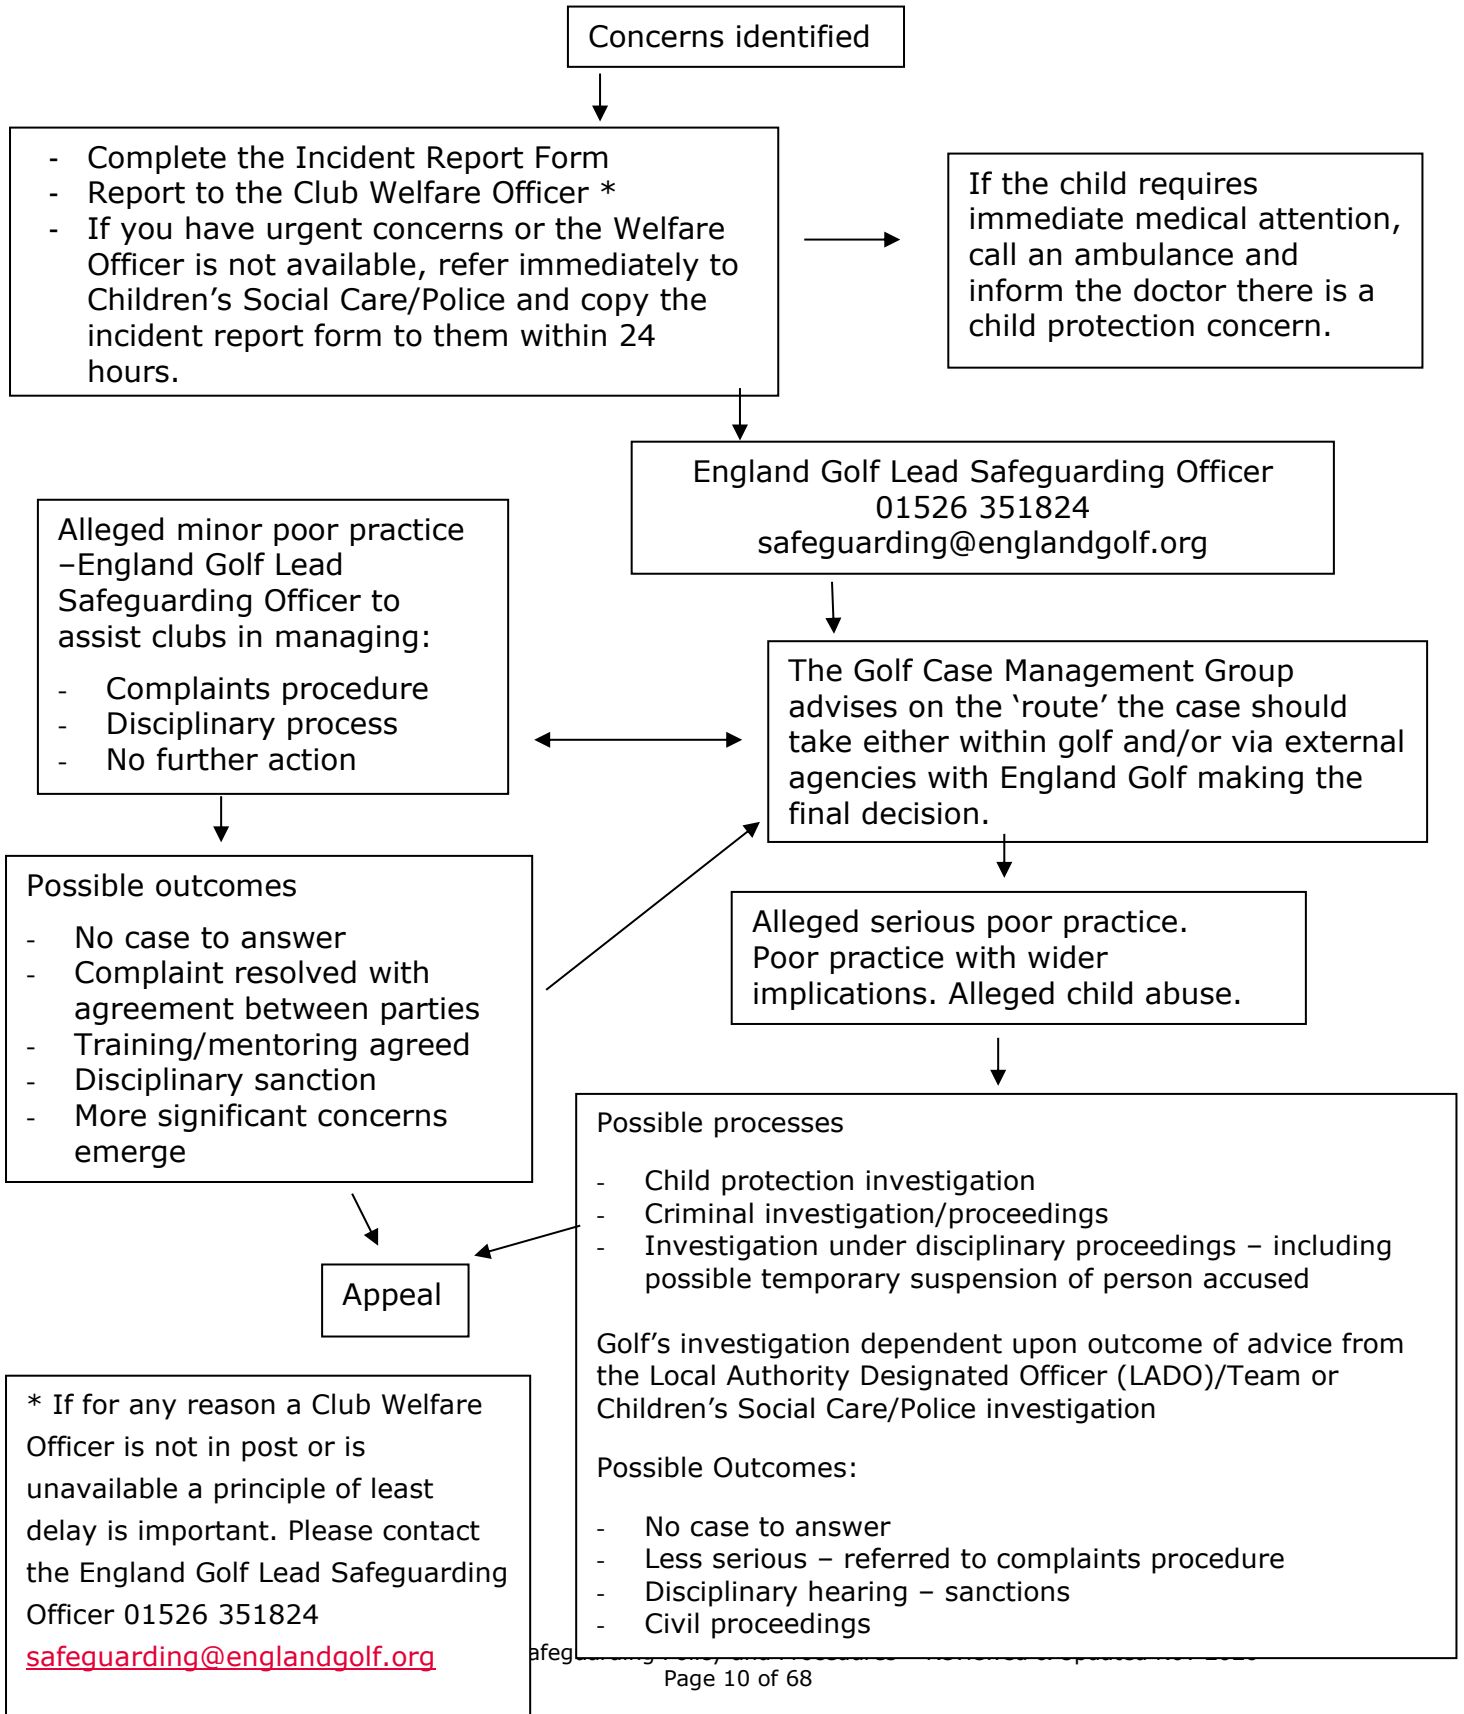 Concerns identified
- Complete the Incident Report Form
- Report to the Club Welfare Officer *
- If you have urgent concerns or the Welfare
Officer is not available, refer immediately to
Children’s Social Care/Police and copy the
incident report form to them within 24
hours.
If the child requires
immediate medical attention,
call an ambulance and
inform the doctor there is a
child protection concern.
England Golf Lead Safeguarding Officer
01526 351824
safeguarding@englandgolf.org
Alleged minor poor practice
–England Golf Lead
Safeguarding Officer to
assist clubs in managing:
- Complaints procedure
- Disciplinary process
- No further action
The Golf Case Management Group
advises on the ‘route’ the case should
take either within golf and/or via external
agencies with England Golf making the
final decision.
Possible outcomes
- No case to answer
- Complaint resolved with
agreement between parties
- Training/mentoring agreed
- Disciplinary sanction
- More significant concerns
emerge
Alleged serious poor practice.
Poor practice with wider
implications. Alleged child abuse.
Possible processes
- Child protection investigation
- Criminal investigation/proceedings
- Investigation under disciplinary proceedings – including
possible temporary suspension of person accused
Golf’s investigation dependent upon outcome of advice from
the Local Authority Designated Officer (LADO)/Team or
Children’s Social Care/Police investigation
Possible Outcomes:
- No case to answer
- Less serious – referred to complaints procedure
- Disciplinary hearing – sanctions
- Civil proceedings
Appeal
* If for any reason a Club Welfare
Officer is not in post or is
unavailable a principle of least
delay is important. Please contact
the England Golf Lead Safeguarding
Officer 01526 351824
safeguarding@englandgolf.org
Page 10 of 68